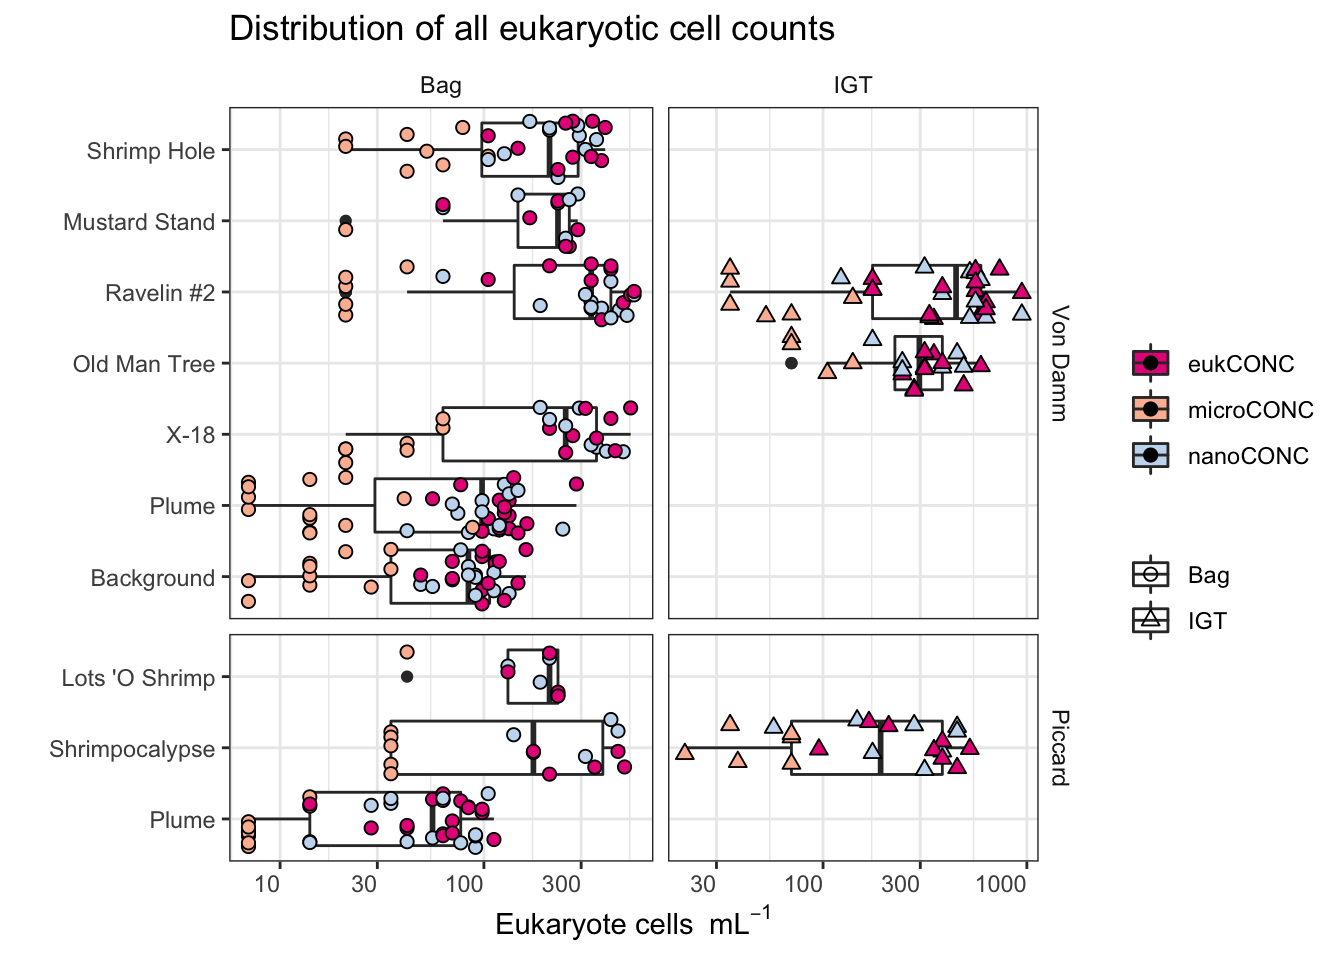 Distribution of all eukaryotic cell counts
Bag
IGT
Shrimp Hole
Mustard Stand
Ravelin #2
Old Man Tree
X-18
Plume
Background
Von Damm
Lots 'O Shrimp
Shrimpocalypse
Plume
Piccard
10 30 100 300
30 100 300 1000
Eukaryote cells mL⁻¹
eukCONC
microCONC
nanoCONC
Bag
IGT